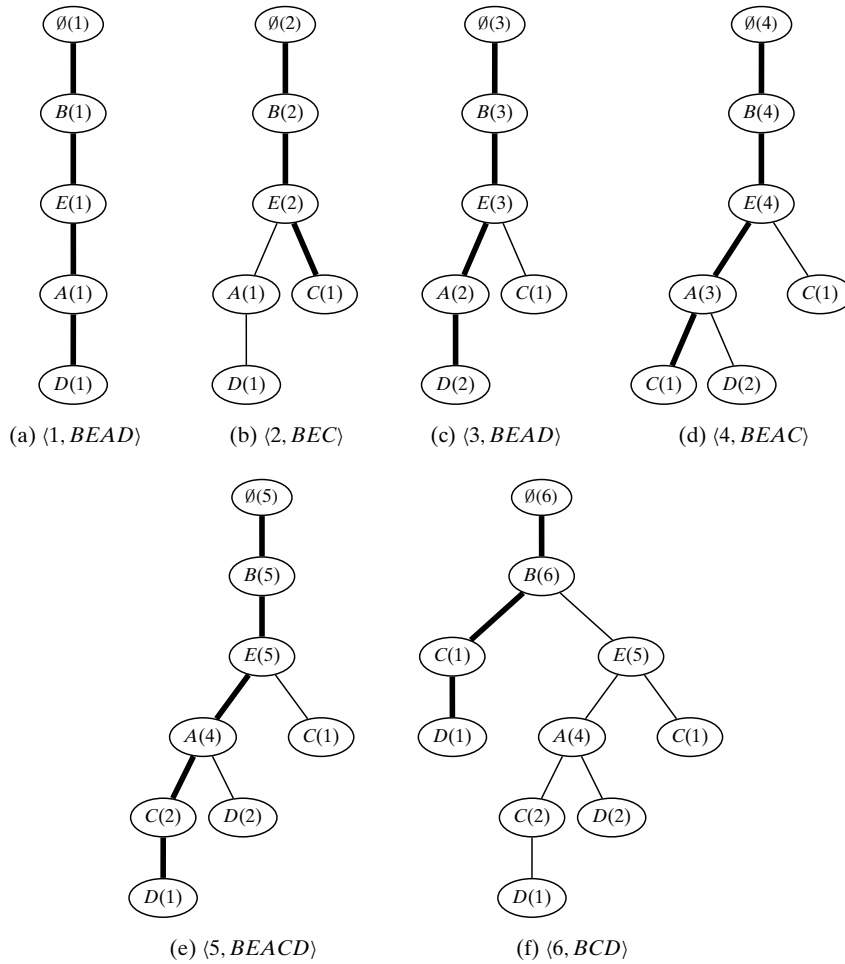 ∅(1) ∅(2) ∅(3) ∅(4)
B(1) B(2) B(3) B(4)
E(1) E(2) E(3) E(4)
A(1) A(1) C(1) A(2) C(1) A(3) C(1)
D(1) D(1) D(2) C(1) D(2)
(a) ⟨1, BEAD⟩ (b) ⟨2, BEC⟩ (c) ⟨3, BEAD⟩ (d) ⟨4, BEAC⟩
∅(5) ∅(6)
B(5) B(6)
E(5) C(1) E(5)
A(4) C(1) D(1) A(4) C(1)
C(2) D(2) C(2) D(2)
D(1) D(1)
(e) ⟨5, BEACD⟩ (f) ⟨6, BCD⟩